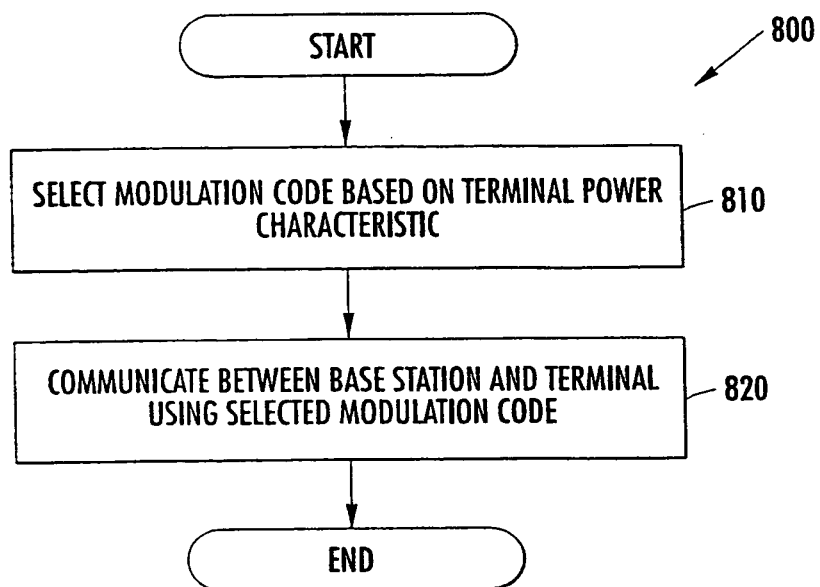 START
800
SELECT MODULATION CODE BASED ON TERMINAL POWER
CHARACTERISTIC
810
COMMUNICATE BETWEEN BASE STATION AND TERMINAL
USING SELECTED MODULATION CODE
820
END